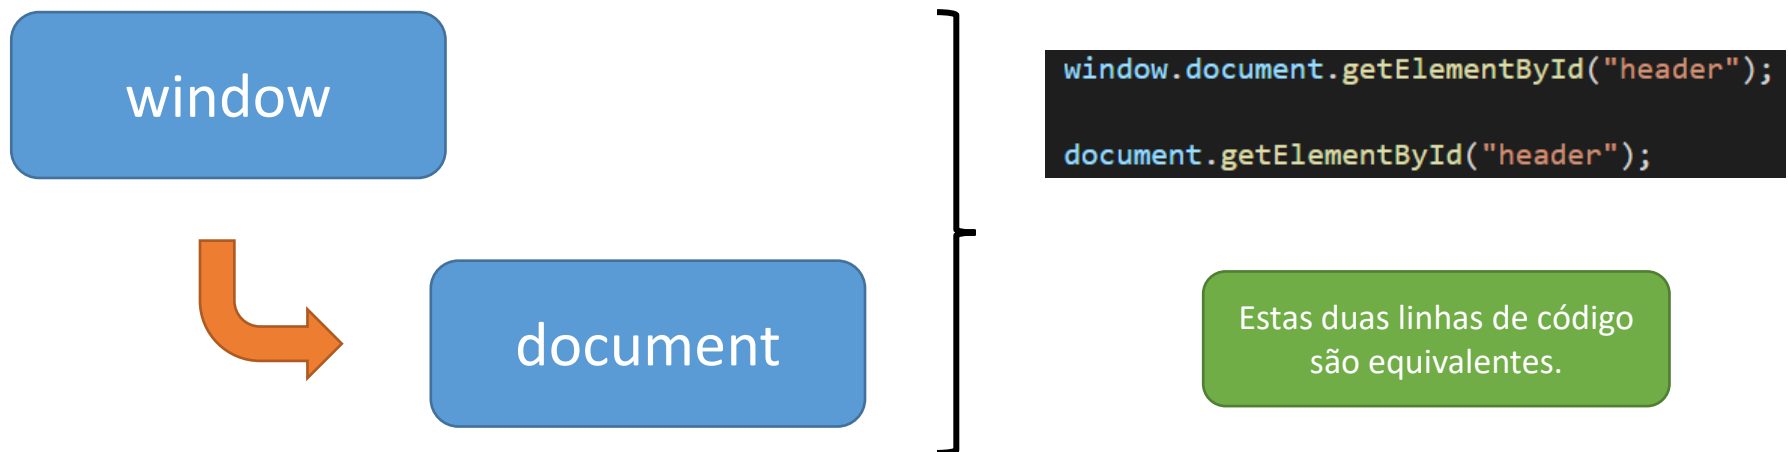 window
document
window.document.getElementById("header");
document.getElementById("header");
Estas duas linhas de código
são equivalentes.